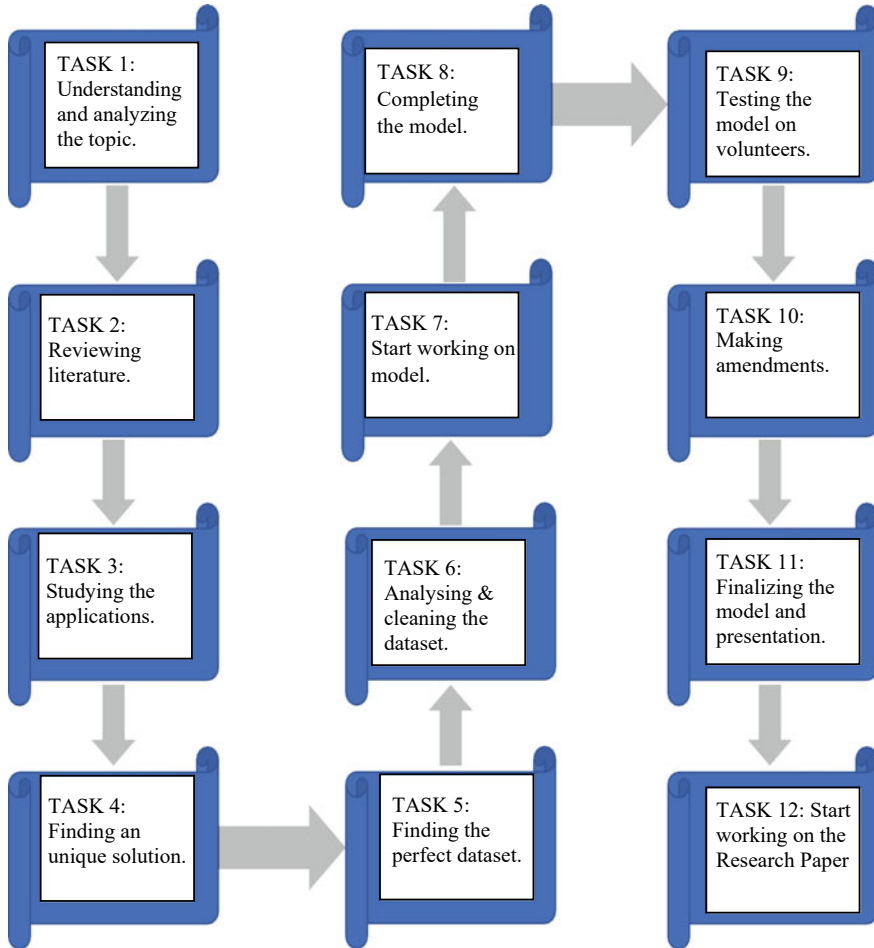 TASK 1:
Understanding
and analyzing
the topic.
TASK 2:
Reviewing
literature.
TASK 3:
Studying the
applications.
TASK 4:
Finding an
unique solution.
TASK 5:
Finding the
perfect dataset.
TASK 6:
Analysing &
cleaning the
dataset.
TASK 7:
Start working on
model.
TASK 8:
Completing
the model.
TASK 9:
Testing the
model on
volunteers.
TASK 10:
Making
amendments.
TASK 11:
Finalizing the
model and
presentation.
TASK 12: Start
working on the
Research Paper